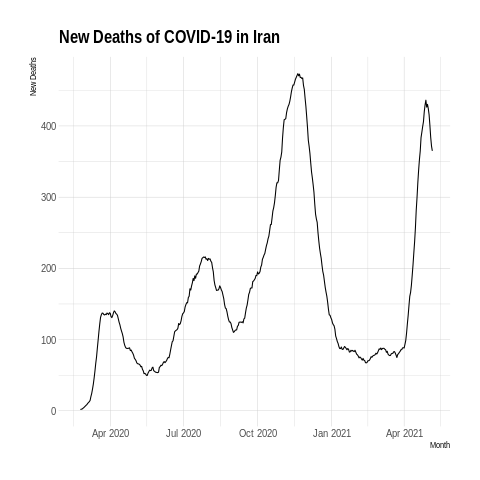 New Deaths of COVID-19 in Iran
New Deaths
400
300
200
100
0
Apr 2020 Jul 2020 Oct 2020 Jan 2021 Apr 2021
Month